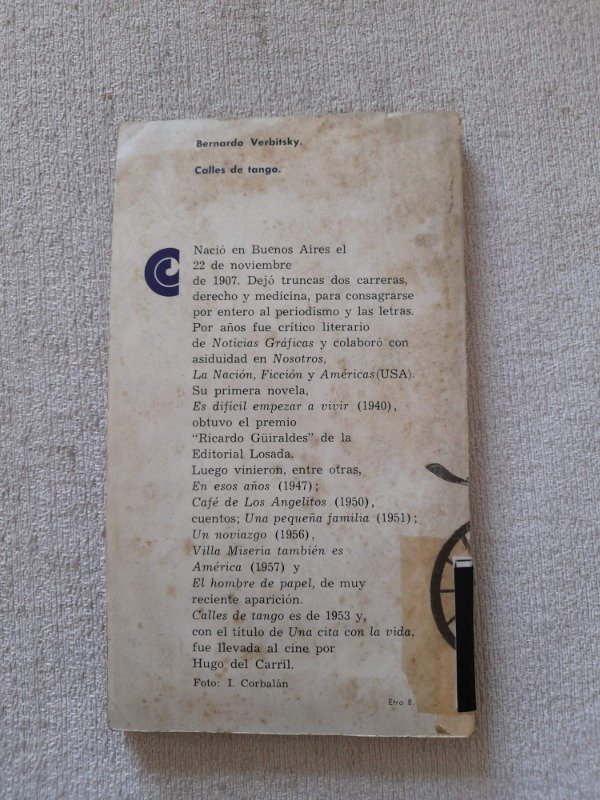 Bernardo Verbitsky.
Calles de tango.
Nació en Buenos Aires el
22 de noviembre
de 1907. Dejó truncas dos carreras,
derecho y medicina, para consagrarse
por entero al periodismo y las letras.
Por años fue crítico literario
de Noticias Gráficas y colaboró con
asiduidad en Nosotros,
La Nación, Ficción y Américas (USA).
Su primera novela,
Es difícil empezar a vivir (1940),
obtuvo el premio
"Ricardo Güiraldes" de la
Editorial Losada.
Luego vinieron, entre otras,
En esos años (1947);
Café de Los Angelitos (1950),
cuentos; Una pequeña familia (1951);
Un noviazgo (1956),
Villa Miseria también es
América (1957) y
El hombre de papel, de muy
reciente aparición.
Calles de tango es de 1953 y,
con el título de Una cita con la vida,
fue llevada al cine por
Hugo del Carril.
Foto: I. Corbalán
Etro 8